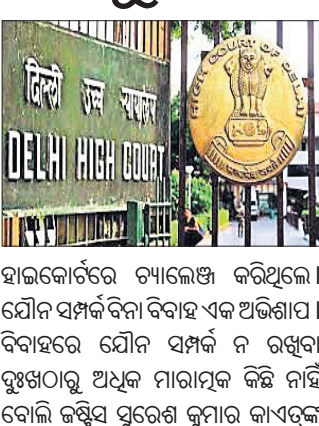 दिल्ली उच्च न्यायालय
DELHI HIGH COURT
HIGH COURT OF DELHI
ହାଇକୋର୍ଟରେ ଚ୍ୟାଲେଞ୍ଜ କରିଥିଲେ।
ଯୌନ ସମ୍ପର୍କ ବିନା ବିବାହ ଏକ ଅଭିଶାପ।
ବିବାହରେ ଯୌନ ସମ୍ପର୍କ ନ ରଖିବା
ଦୁଃଖଠାରୁ ଅଧିକ ମାରାତ୍ମକ କିଛି ନାହିଁ
ବୋଲି ଜଷ୍ଟିସ ସୁରେଶ କୁମାର କାଏତ୍‌ଙ୍କ